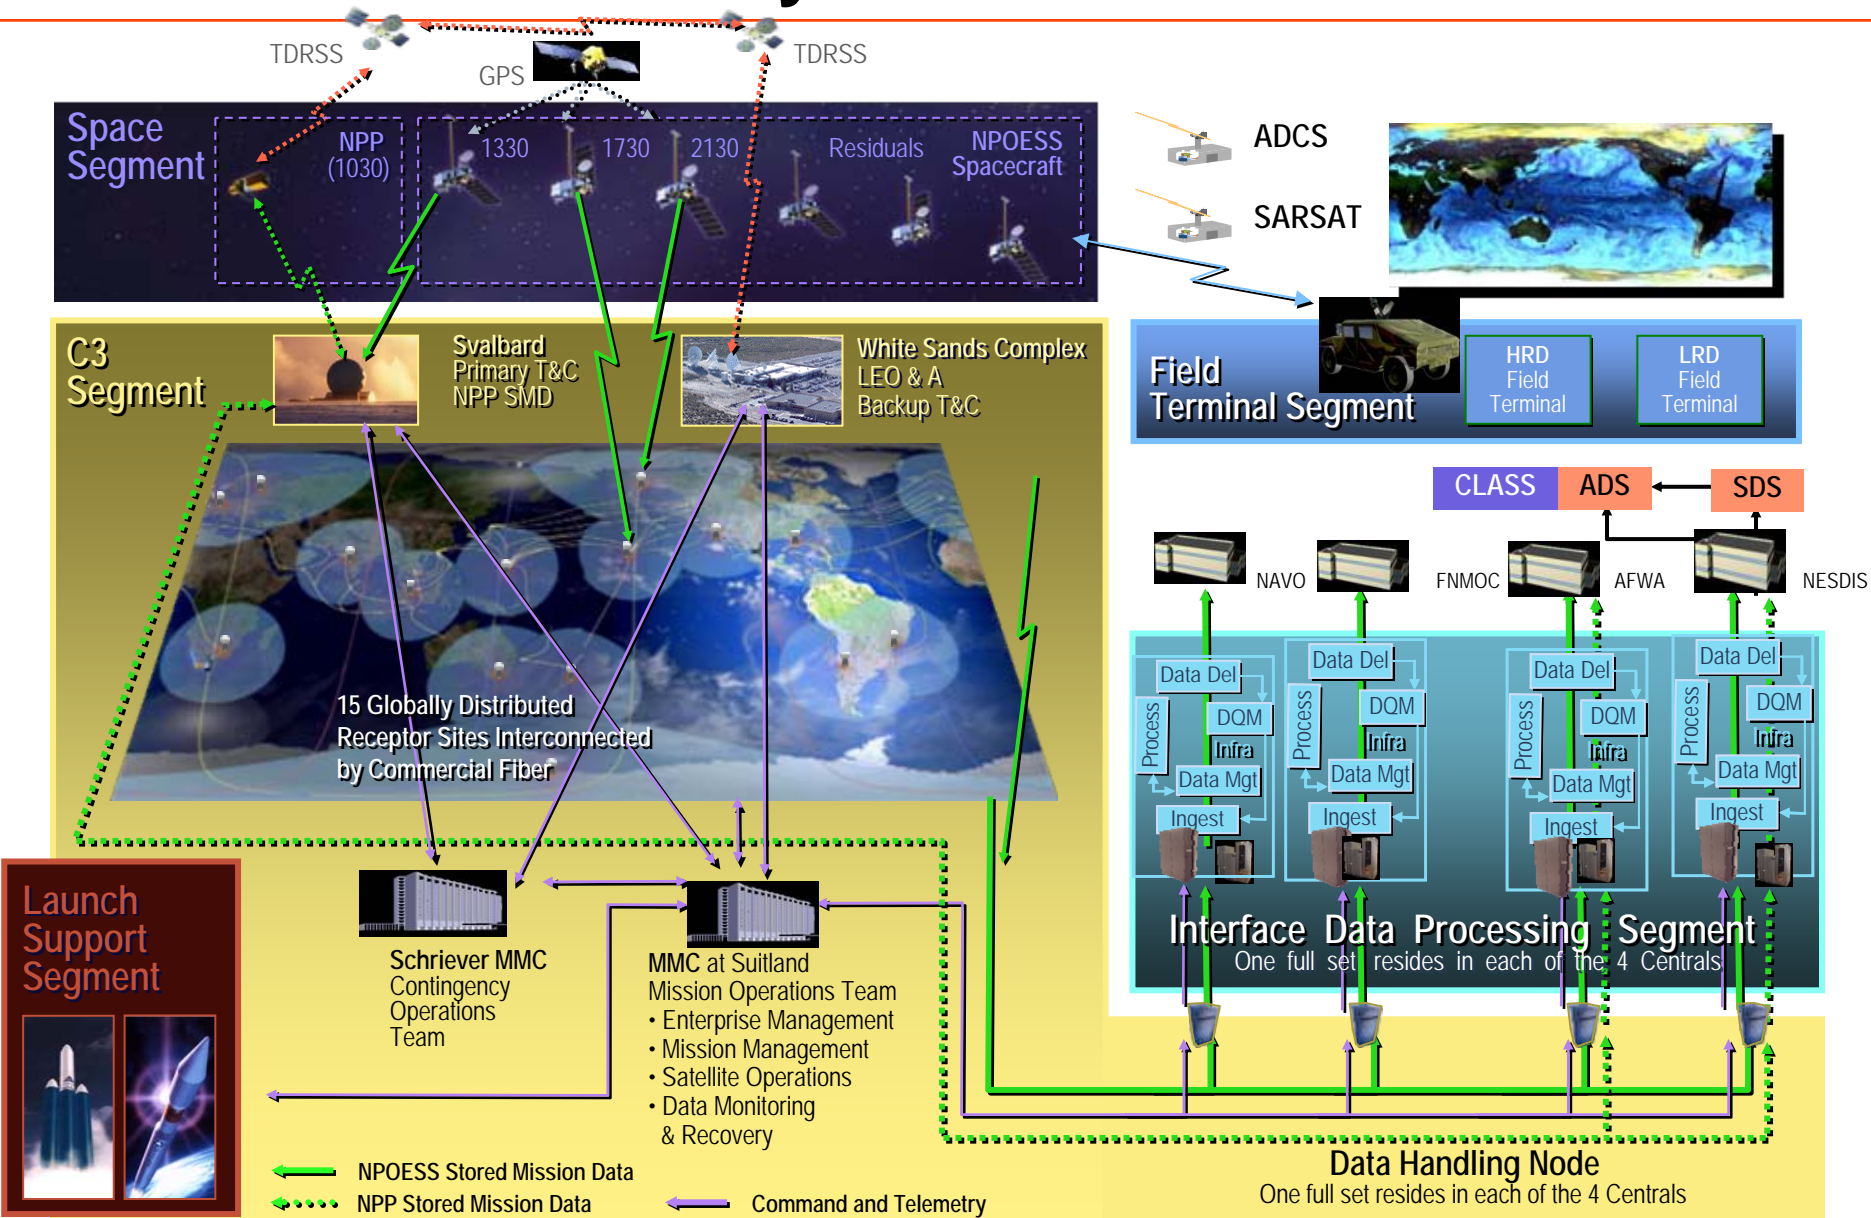 TDRSS
GPS
TDRSS
Space
Segment
NPP
(1030)
1330
1730
2130
Residuals
NPOESS
Spacecraft
ADCS
SARSAT
C3
Segment
Svalbard
Primary T&C
NPP SMD
White Sands Complex
LEO & A
Backup T&C
Field
Terminal Segment
HRD
Field
Terminal
LRD
Field
Terminal
CLASS
ADS
SDS
NAVO
FNMOC
AFWA
NESDIS
15 Globally Distributed
Receptor Sites Interconnected
by Commercial Fiber
Data Del
Process
DQM
Infra
Data Mgt
Ingest
Data Del
Process
DQM
Infra
Data Mgt
Ingest
Data Del
Process
DQM
Infra
Data Mgt
Ingest
Data Del
Process
DQM
Infra
Data Mgt
Ingest
Interface Data Processing Segment
One full set resides in each of the 4 Centrals
Launch
Support
Segment
Schriever MMC
Contingency
Operations
Team
MMC at Suitland
Mission Operations Team
• Enterprise Management
• Mission Management
• Satellite Operations
• Data Monitoring
& Recovery
NPOESS Stored Mission Data
NPP Stored Mission Data
Command and Telemetry
Data Handling Node
One full set resides in each of the 4 Centrals